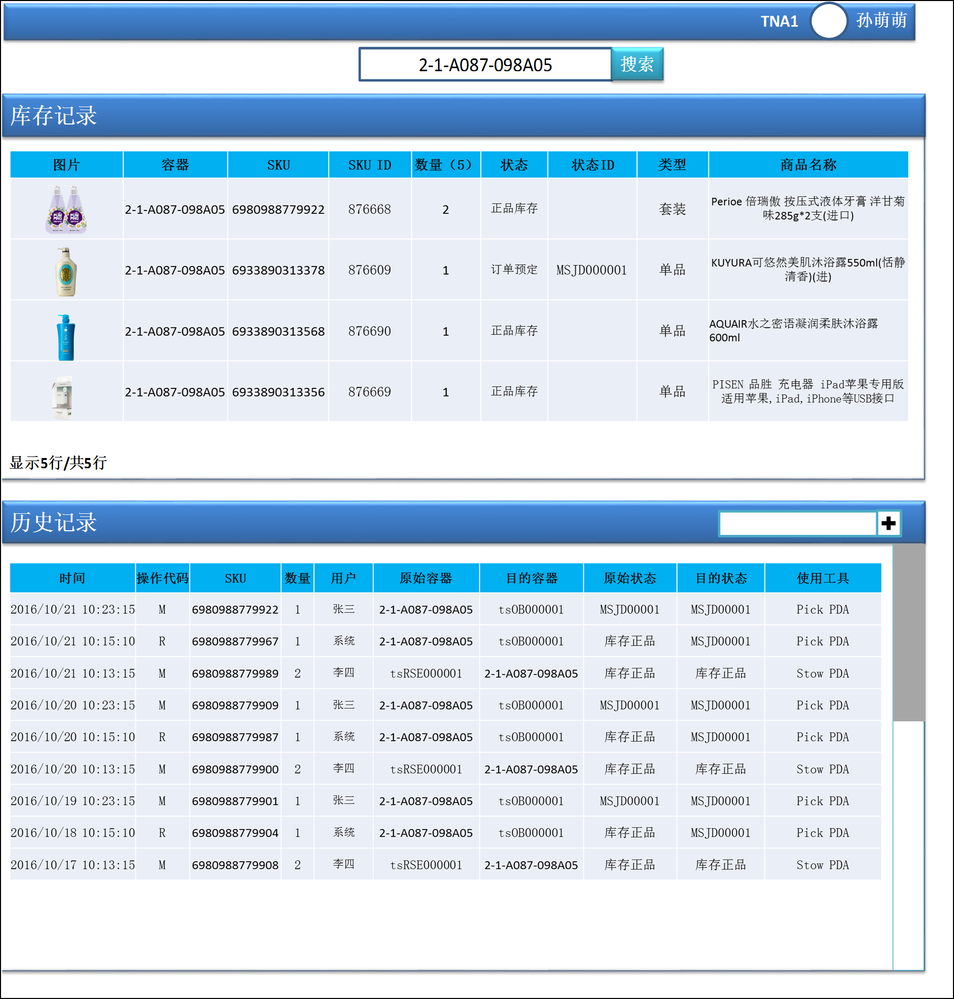 TNA1 孙萌萌
2-1-A087-098A05 搜索
库存记录
图片 容器 SKU SKU ID 数量（5） 状态 状态ID 类型 商品名称
PUM PING
2-1-A087-098A05 6980988779922 876668 2 正品库存 套装 Perioe 倍瑞傲 按压式液体牙膏 洋甘菊
味285g*2支(进口)
2-1-A087-098A05 6933890313378 876609 1 订单预定 MSJD000001 单品 KUYURA可悠然美肌沐浴露550ml(恬静
清香)(进)
2-1-A087-098A05 6933890313568 876690 1 正品库存 单品 AQUAIR水之密语凝润柔肤沐浴露
600ml
2-1-A087-098A05 6933890313356 876669 1 正品库存 单品 PISEN 品胜 充电器 iPad苹果专用版
适用苹果,iPad,iPhone等USB接口
显示5行/共5行
历史记录
时间 操作代码 SKU 数量 用户 原始容器 目的容器 原始状态 目的状态 使用工具
2016/10/21 10:23:15 M 6980988779922 1 张三 2-1-A087-098A05 tsOB000001 MSJD00001 MSJD00001 Pick PDA
2016/10/21 10:15:10 R 6980988779967 1 系统 2-1-A087-098A05 tsOB000001 库存正品 MSJD00001 Pick PDA
2016/10/21 10:13:15 M 6980988779989 2 李四 tsRSE000001 2-1-A087-098A05 库存正品 库存正品 Stow PDA
2016/10/20 10:23:15 M 6980988779909 1 张三 2-1-A087-098A05 tsOB000001 MSJD00001 MSJD00001 Pick PDA
2016/10/20 10:15:10 R 6980988779987 1 系统 2-1-A087-098A05 tsOB000001 库存正品 MSJD00001 Pick PDA
2016/10/20 10:13:15 M 6980988779900 2 李四 tsRSE000001 2-1-A087-098A05 库存正品 库存正品 Stow PDA
2016/10/19 10:23:15 M 6980988779901 1 张三 2-1-A087-098A05 tsOB000001 MSJD00001 MSJD00001 Pick PDA
2016/10/18 10:15:10 R 6980988779904 1 系统 2-1-A087-098A05 tsOB000001 库存正品 MSJD00001 Pick PDA
2016/10/17 10:13:15 M 6980988779908 2 李四 tsRSE000001 2-1-A087-098A05 库存正品 库存正品 Stow PDA